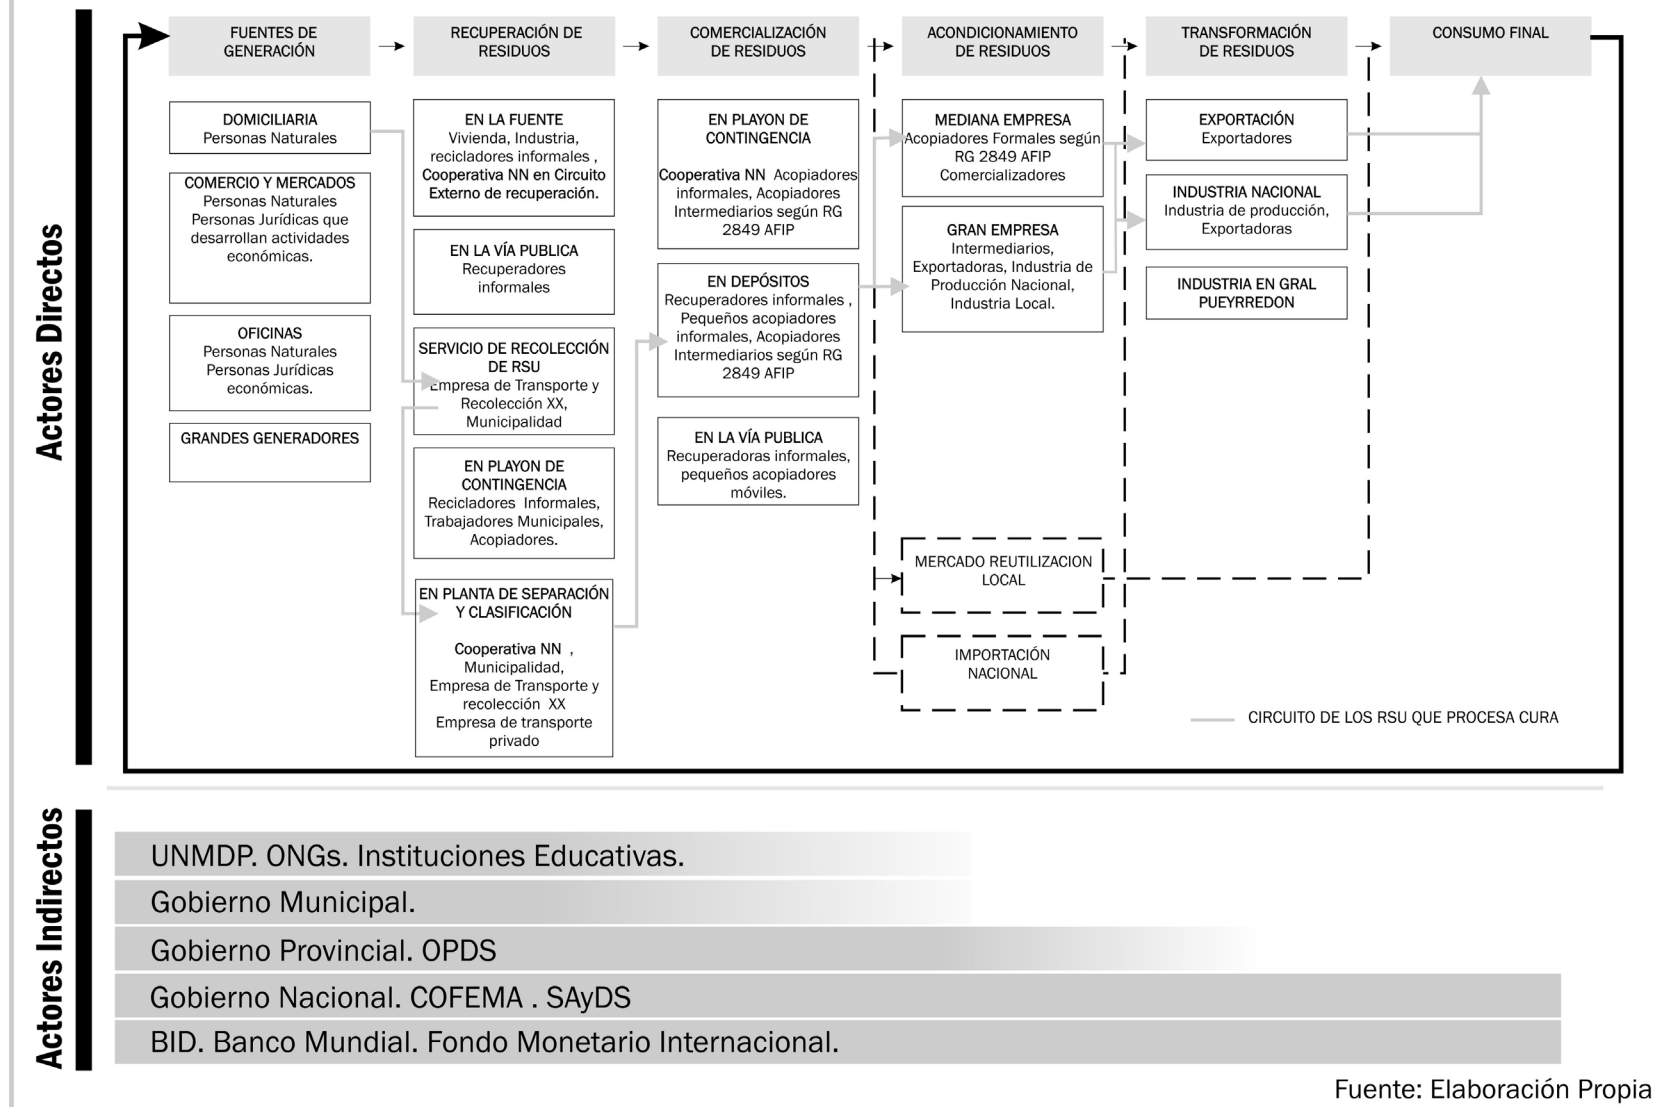 Actores Directos
FUENTES DE
GENERACIÓN
RECUPERACIÓN DE
RESIDUOS
COMERCIALIZACIÓN
DE RESIDUOS
ACONDICIONAMIENTO
DE RESIDUOS
TRANSFORMACIÓN
DE RESIDUOS
CONSUMO FINAL
DOMICILIARIA
Personas Naturales
COMERCIO Y MERCADOS
Personas Naturales
Personas Jurídicas que
desarrollan actividades
económicas.
OFICINAS
Personas Naturales
Personas Jurídicas
económicas.
GRANDES GENERADORES
EN LA FUENTE
Vivienda, Industria,
recicladores informales ,
Cooperativa NN en Circuito
Externo de recuperación.
EN LA VÍA PUBLICA
Recuperadores
informales
SERVICIO DE RECOLECCIÓN
DE RSU
Empresa de Transporte y
Recolección XX,
Municipalidad
EN PLAYON DE
CONTINGENCIA
Recicladores Informales,
Trabajadores Municipales,
Acopiadores.
EN PLANTA DE SEPARACIÓN
Y CLASIFICACIÓN
Cooperativa NN ,
Municipalidad,
Empresa de Transporte y
recolección XX
Empresa de transporte
privado
EN PLAYON DE
CONTINGENCIA
Cooperativa NN Acopiadores
informales, Acopiadores
Intermediarios según RG
2849 AFIP
EN DEPÓSITOS
Recuperadores informales ,
Pequeños acopiadores
informales, Acopiadores
Intermediarios según RG
2849 AFIP
EN LA VÍA PUBLICA
Recuperadoras informales,
pequeños acopiadores
móviles.
MEDIANA EMPRESA
Acopiadores Formales según
RG 2849 AFIP
Comercializadores
GRAN EMPRESA
Intermediarios,
Exportadoras, Industria de
Producción Nacional,
Industria Local.
MERCADO REUTILIZACION
LOCAL
IMPORTACIÓN
NACIONAL
EXPORTACIÓN
Exportadores
INDUSTRIA NACIONAL
Industria de producción,
Exportadoras
INDUSTRIA EN GRAL
PUEYRREDON
CIRCUITO DE LOS RSU QUE PROCESA CURA
Actores Indirectos
UNMDP. ONGs. Instituciones Educativas.
Gobierno Municipal.
Gobierno Provincial. OPDS
Gobierno Nacional. COFEMA . SAyDS
BID. Banco Mundial. Fondo Monetario Internacional.
Fuente: Elaboración Propia